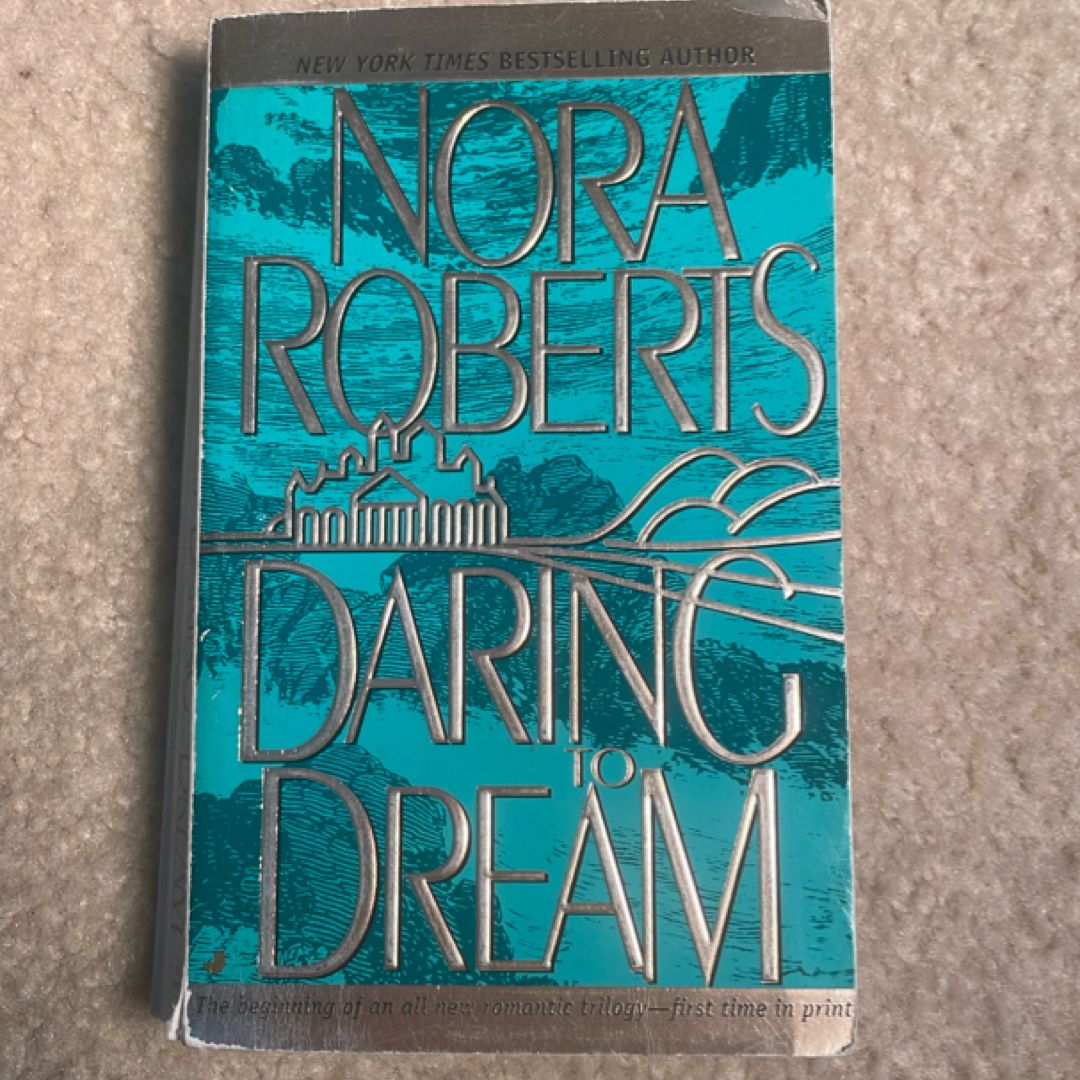 NEW YORK TIMES BESTSELLING AUTHOR
NORA
ROBERTS
DARING
TO
DREAM
J
The beginning of an all new romantic trilogy—first time in print